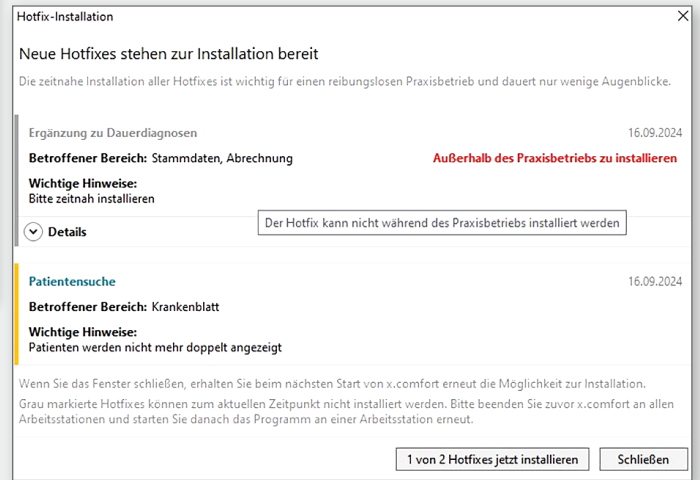 Hotfix-Installation
Neue Hotfixes stehen zur Installation bereit
Die zeitnahe Installation aller Hotfixes ist wichtig für einen reibungslosen Praxisbetrieb und dauert nur wenige Augenblicke.
Ergänzung zu Dauerdiagnosen 16.09.2024
Betroffener Bereich: Stammdaten, Abrechnung Außerhalb des Praxisbetriebs zu installieren
Wichtige Hinweise:
Bitte zeitnah installieren
Der Hotfix kann nicht während des Praxisbetriebs installiert werden
Details
Patientensuche 16.09.2024
Betroffener Bereich: Krankenblatt
Wichtige Hinweise:
Patienten werden nicht mehr doppelt angezeigt
Wenn Sie das Fenster schließen, erhalten Sie beim nächsten Start von x.comfort erneut die Möglichkeit zur Installation.
Grau markierte Hotfixes können zum aktuellen Zeitpunkt nicht installiert werden. Bitte beenden Sie zuvor x.comfort an allen
Arbeitsstationen und starten Sie danach das Programm an einer Arbeitsstation erneut.
1 von 2 Hotfixes jetzt installieren Schließen